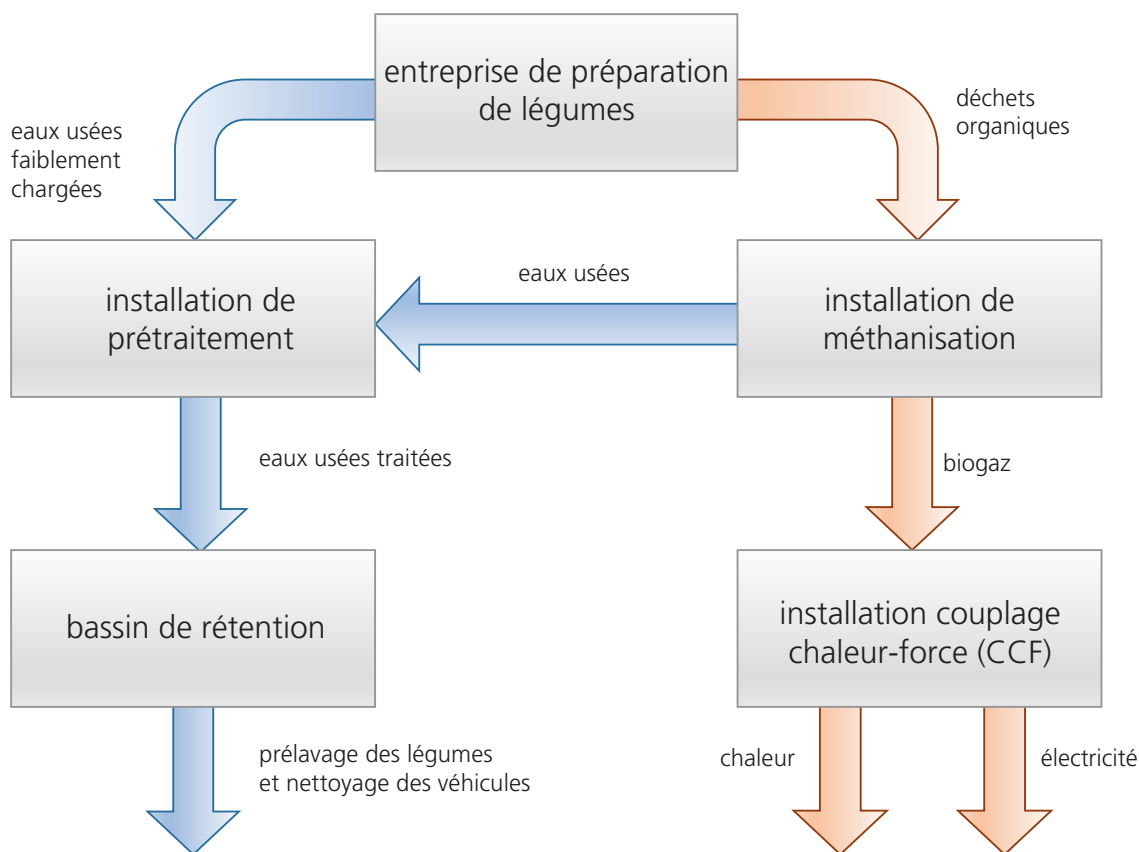 entreprise de préparation
de légumes
déchets
organiques
eaux usées
faiblement
chargées
eaux usées
installation de
prétraitement
installation de
méthanisation
eaux usées traitées
biogaz
bassin de rétention
installation couplage
chaleur-force (CCF)
prélavage des légumes
et nettoyage des véhicules
chaleur
électricité